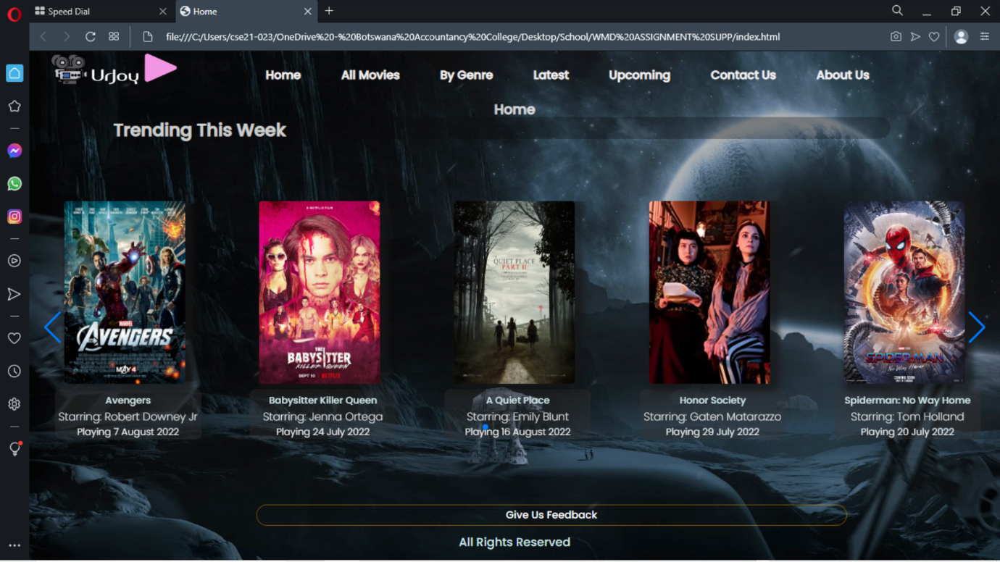 Speed Dial
Home
file:///C:/Users/cse21-023/OneDrive%20-%20Botswana%20Accountancy%20College/Desktop/School/WMD%20ASSIGNMENT%20SUPP/index.html
UrJoy
Home All Movies By Genre Latest Upcoming Contact Us About Us
Home
Trending This Week
MARVEL
AVENGERS
MAY 4
A NETFLIX FILM
THE
BABYSITTER
KILLER QUEEN
SEPT 10 NETFLIX
A QUIET PLACE
PART II
SPIDER-MAN
No Way Home
COMING SOON
Avengers
Starring: Robert Downey Jr
Playing 7 August 2022
Babysitter Killer Queen
Starring: Jenna Ortega
Playing 24 July 2022
A Quiet Place
Starring: Emily Blunt
Playing 16 August 2022
Honor Society
Starring: Gaten Matarazzo
Playing 29 July 2022
Spiderman: No Way Home
Starring: Tom Holland
Playing 20 July 2022
Give Us Feedback
All Rights Reserved